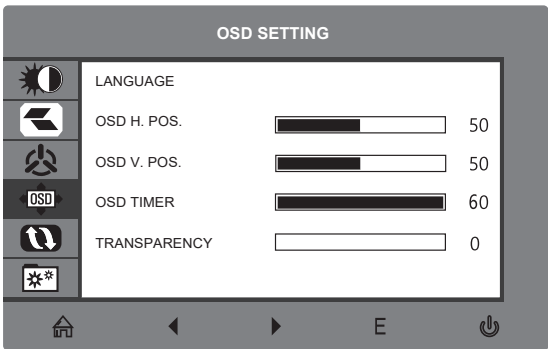 OSD SETTING
LANGUAGE
OSD H. POS. 50
OSD V. POS. 50
OSD OSD TIMER 60
TRANSPARENCY 0
E